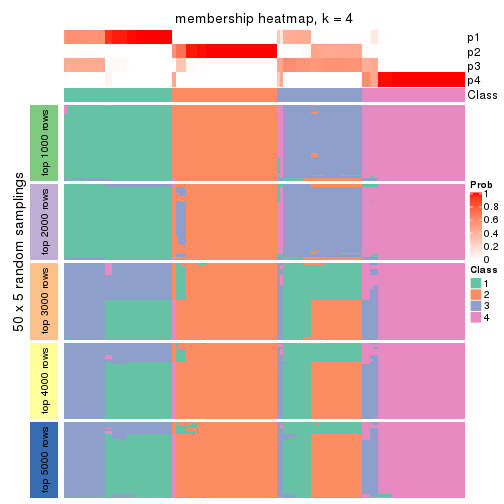 membership heatmap, k = 4
p1
p2
p3
p4
Class
50 x 5 random samplings
top 1000 rows
top 2000 rows
top 3000 rows
top 4000 rows
top 5000 rows
Prob
1
0.8
0.6
0.4
0.2
0
Class
1
2
3
4